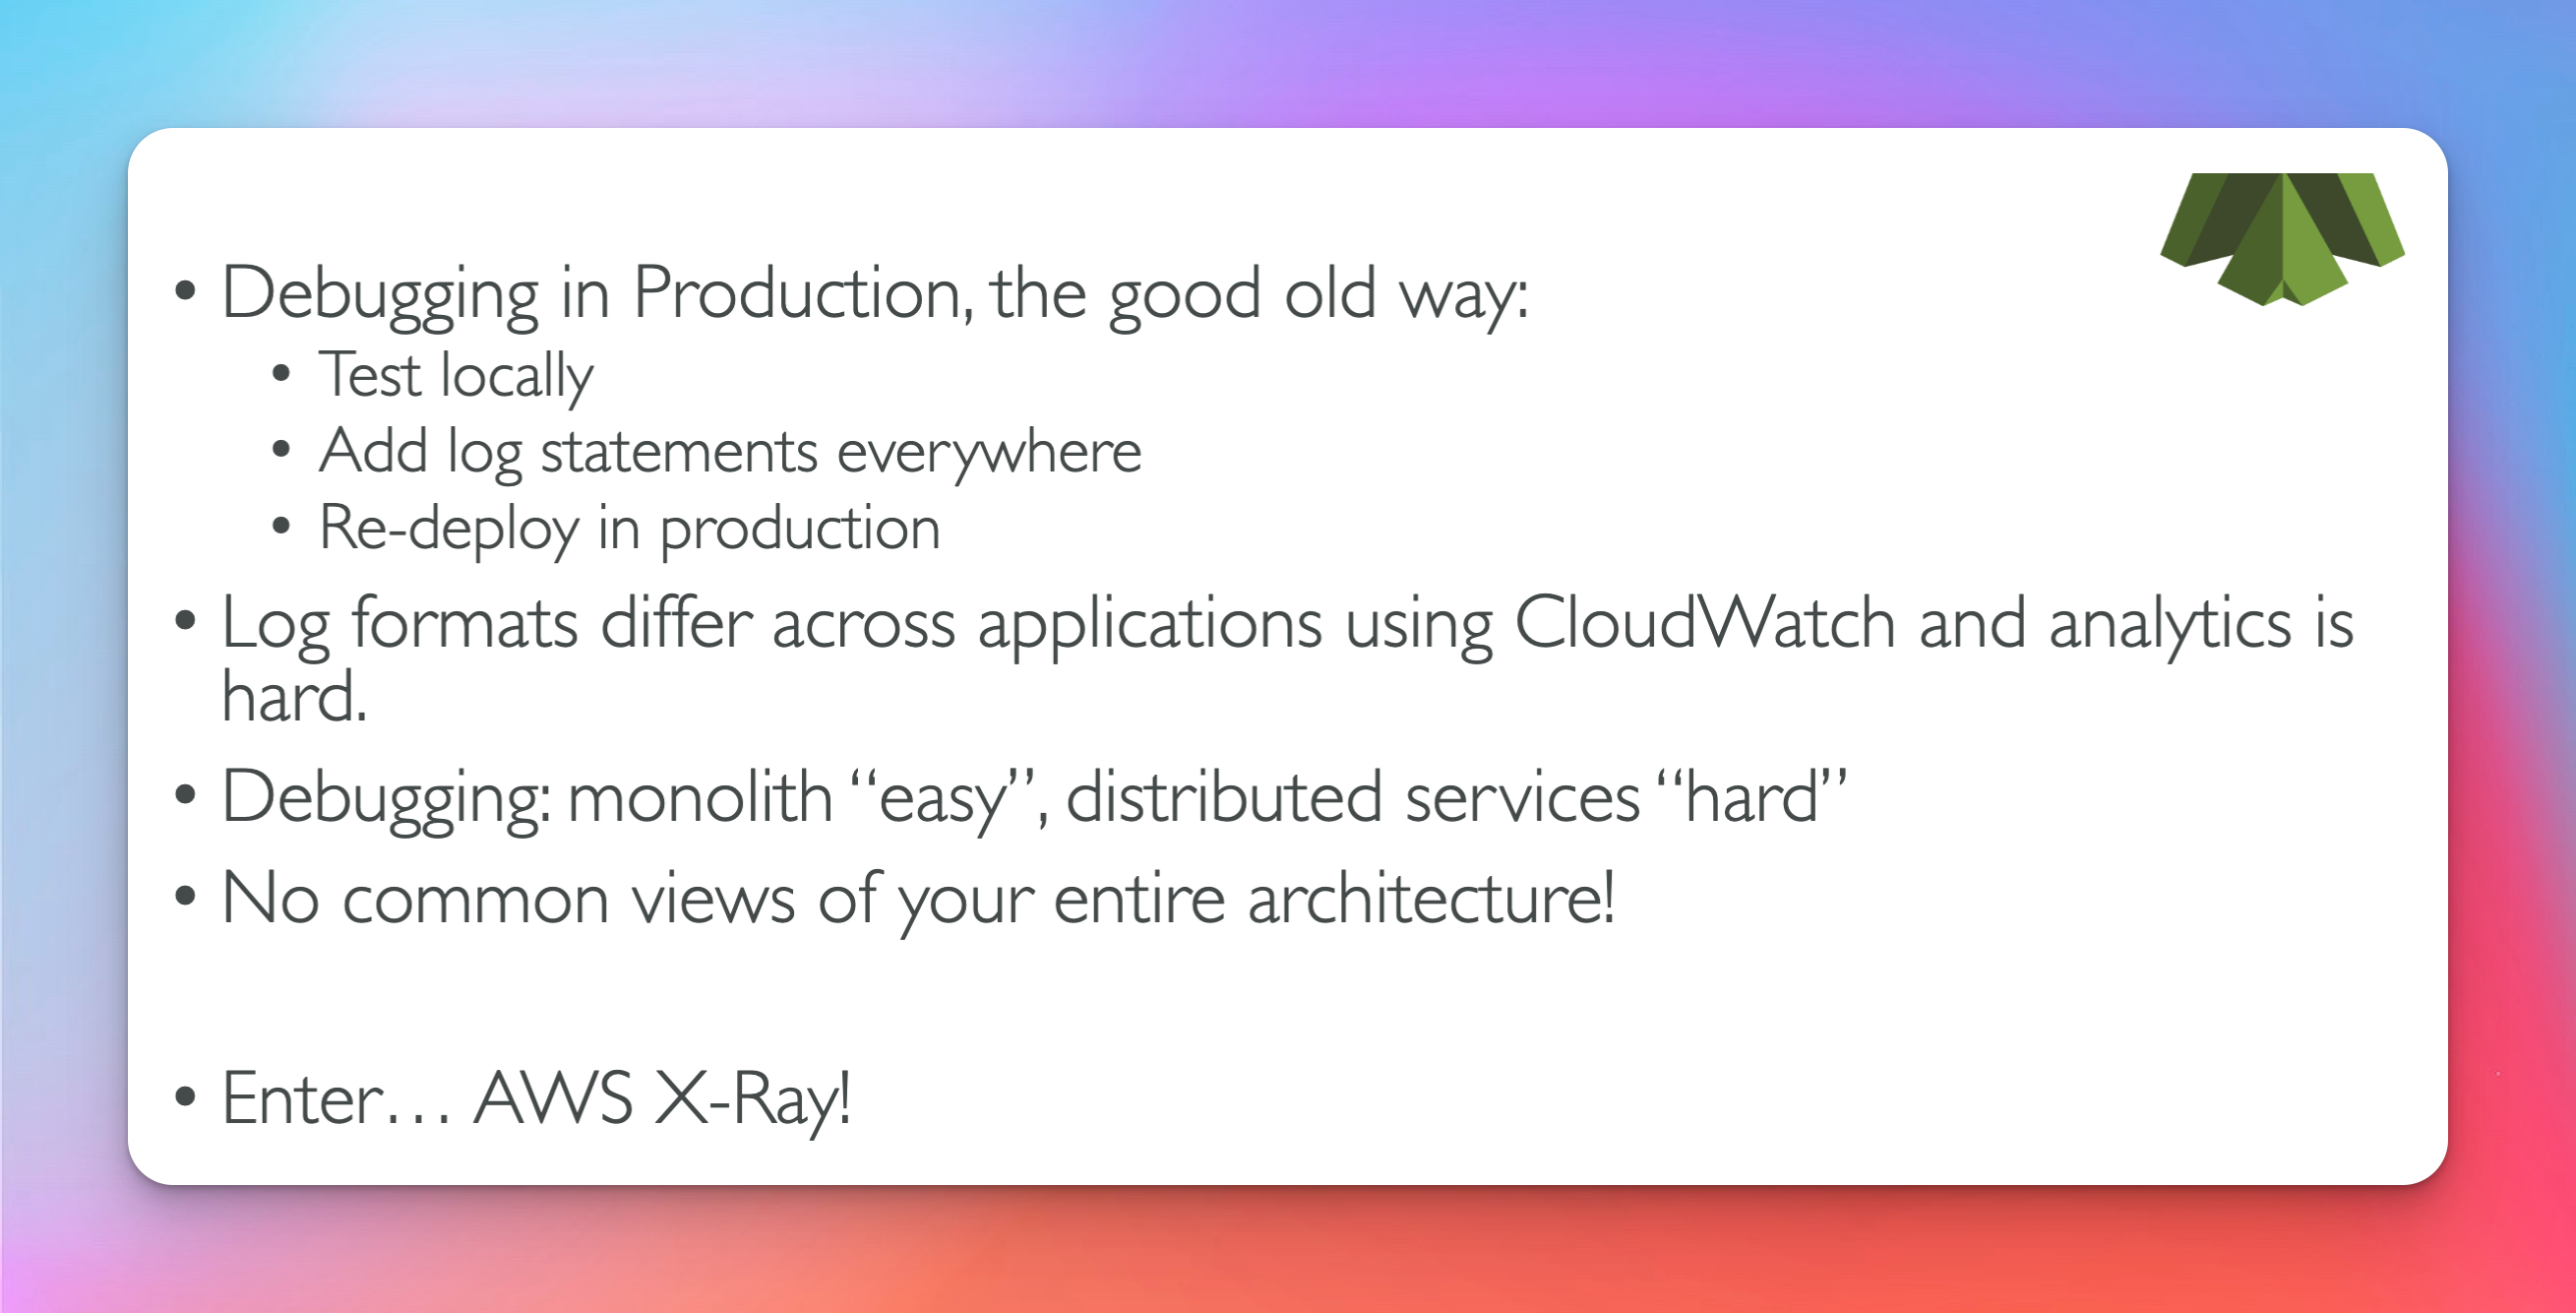 • Debugging in Production, the good old way:
• Test locally
• Add log statements everywhere
• Re-deploy in production
• Log formats differ across applications using CloudWatch and analytics is
hard.
• Debugging: monolith “easy”, distributed services “hard”
• No common views of your entire architecture!
• Enter… AWS X-Ray!